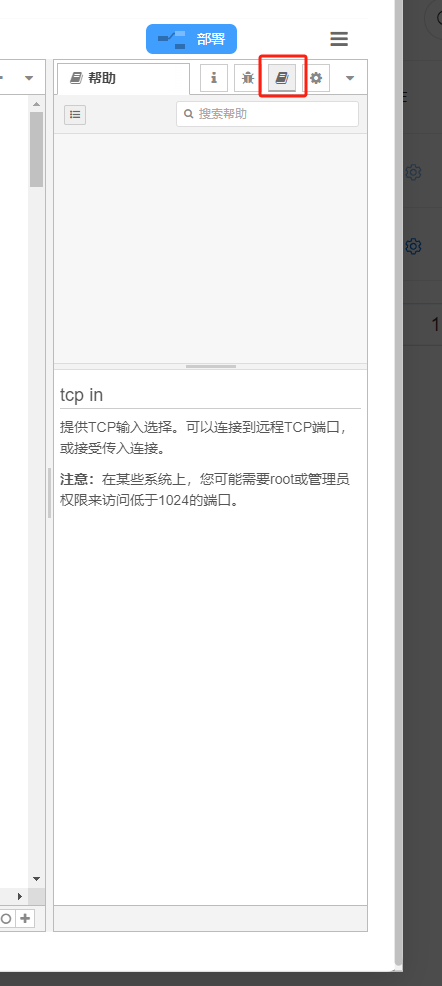 部署
帮助
搜索帮助
E
1
tcp in
提供TCP输入选择。可以连接到远程TCP端口，
或接受传入连接。
注意：在某些系统上，您可能需要root或管理员
权限来访问低于1024的端口。